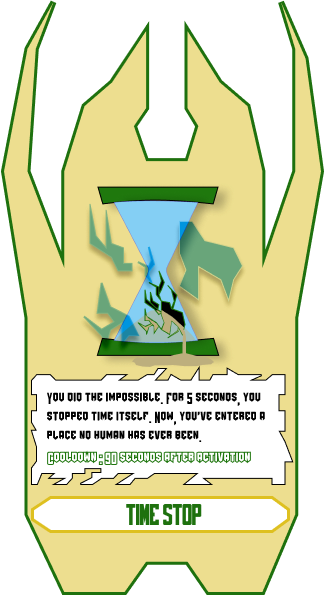 You did the impossible. For 5 seconds, you
stopped time itself. Now, you've entered a
place no human has ever been.
Cooldown : 90 seconds after activation
TIME STOP